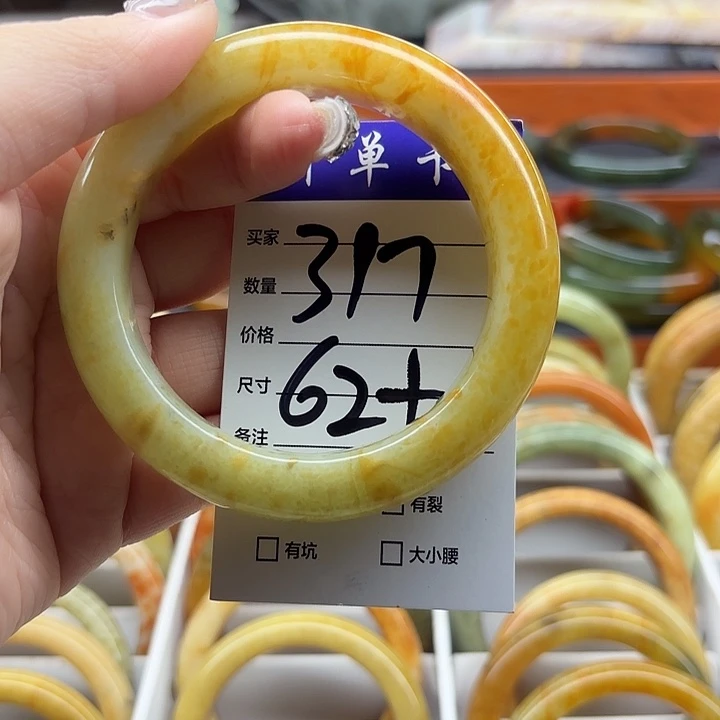 单
买家
317
数量
价格
尺寸 62+
备注
有裂
有坑
大小腰